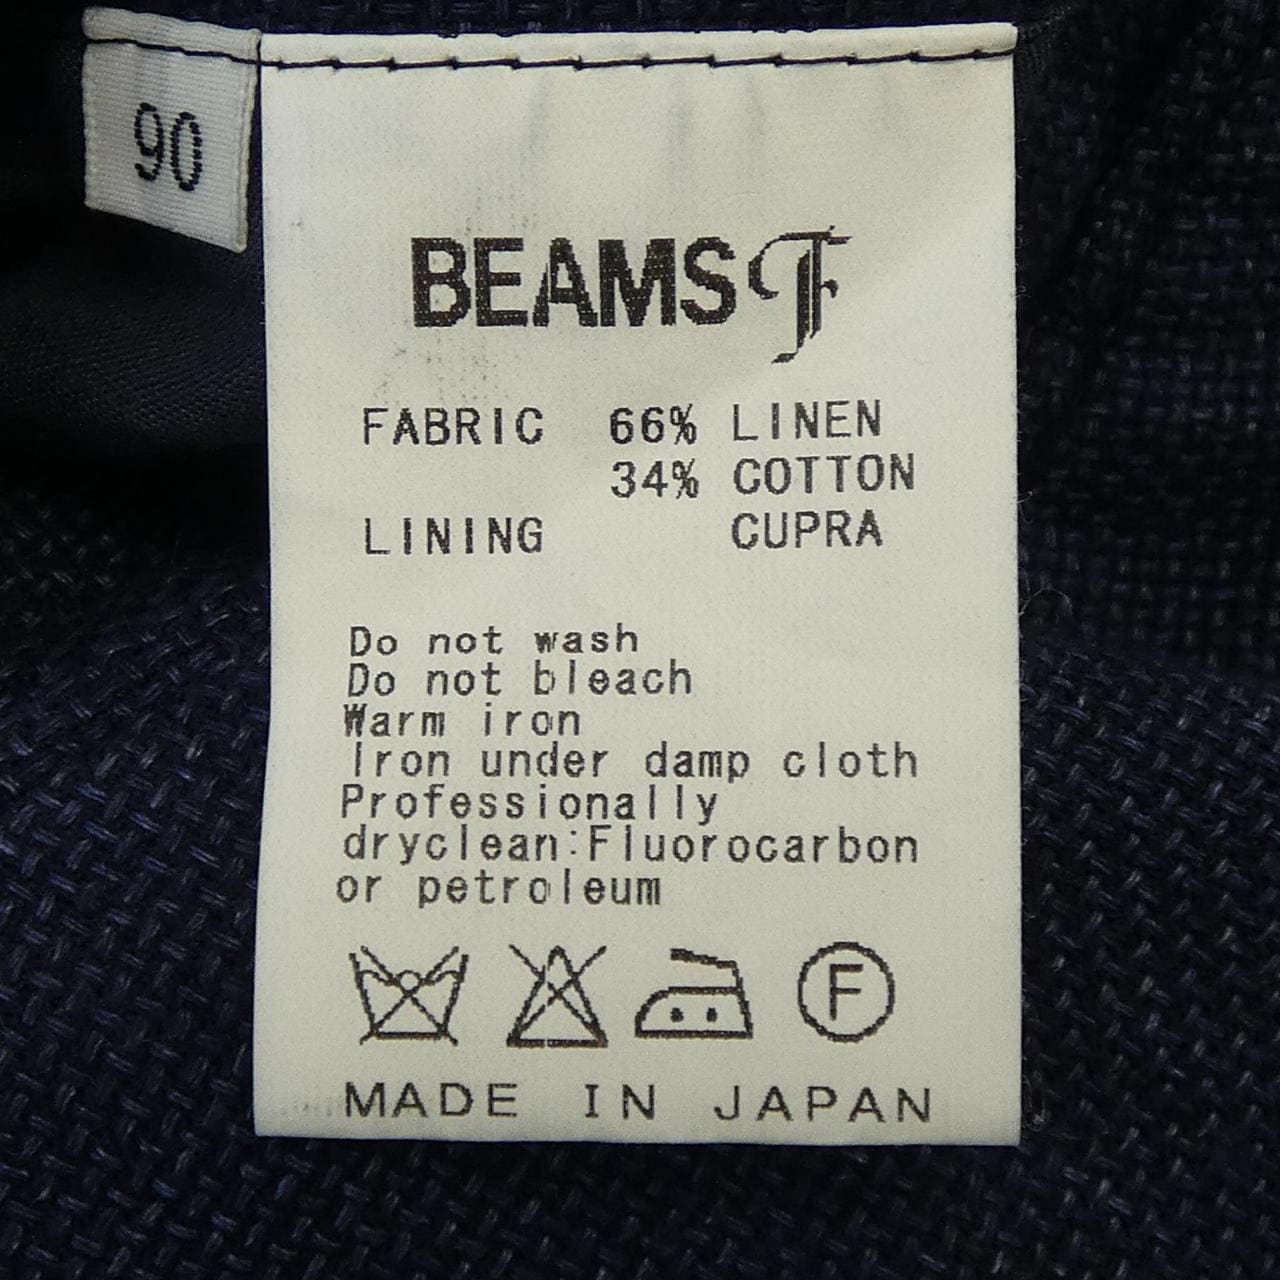 90
BEAMS F
FABRIC 66% LINEN
34% COTTON
LINING CUPRA
Do not wash
Do not bleach
Warm iron
Iron under damp cloth
Professionally
dryclean:Fluorocarbon
or petroleum
F
MADE IN JAPAN